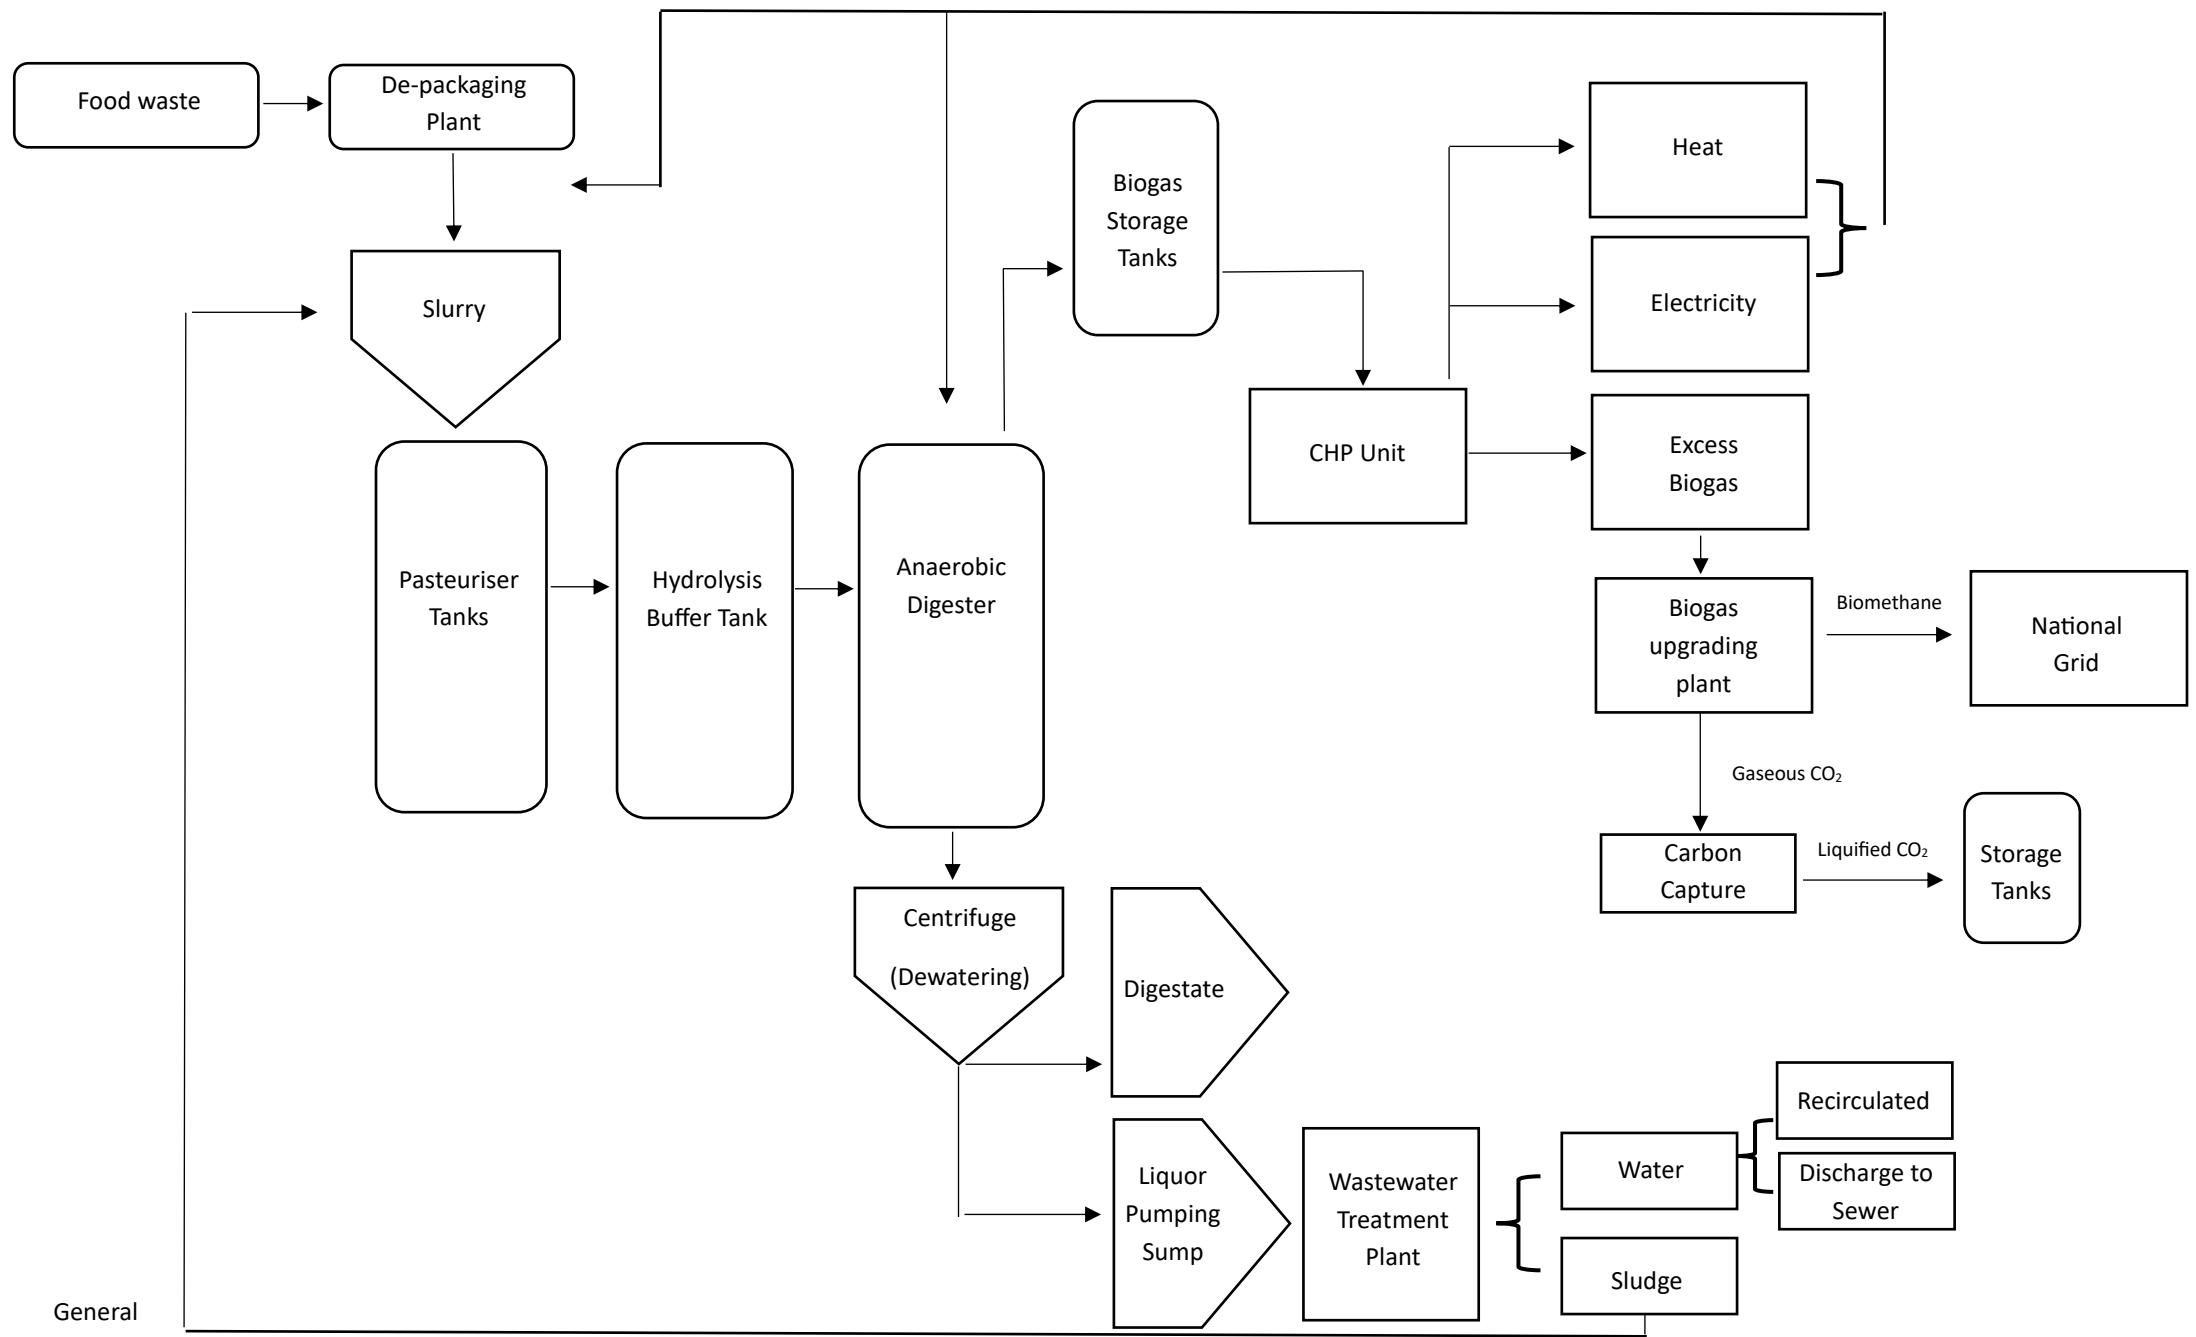 Food waste
De-packaging
Plant
Slurry
Pasteuriser
Tanks
Hydrolysis
Buffer Tank
Anaerobic
Digester
Biogas
Storage
Tanks
CHP Unit
Heat
Electricity
Excess
Biogas
Biogas
upgrading
plant
Biomethane
National
Grid
Gaseous CO₂
Carbon
Capture
Liquified CO₂
Storage
Tanks
Centrifuge
(Dewatering)
Digestate
Liquor
Pumping
Sump
Wastewater
Treatment
Plant
Water
Recirculated
Discharge to
Sewer
Sludge
General